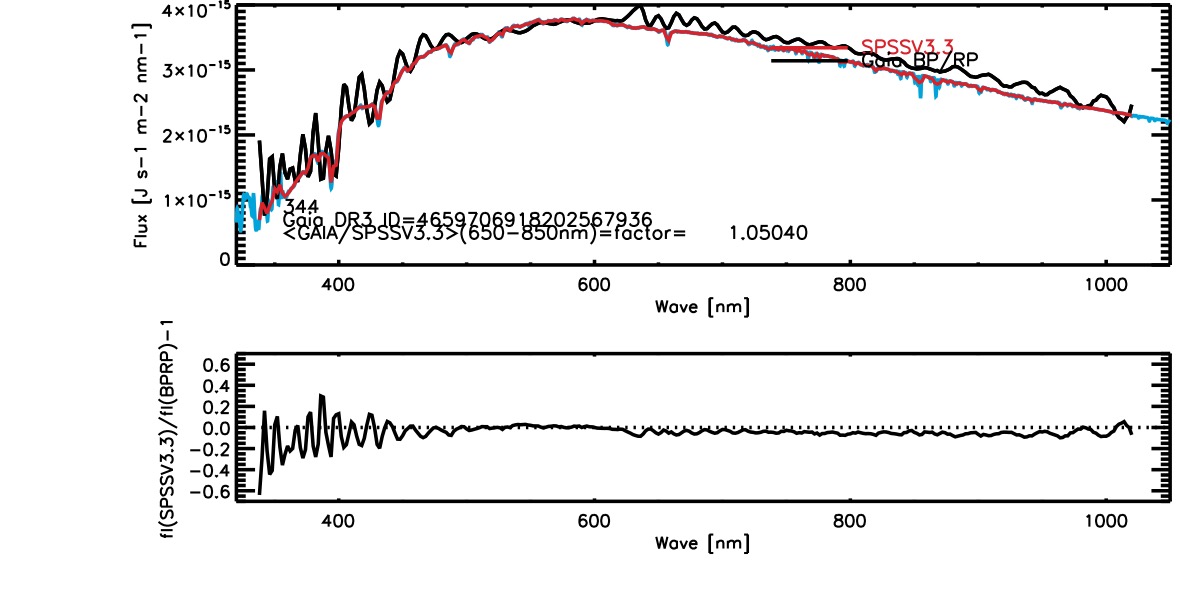 4×10−15
3×10−15
2×10−15
1×10−15
0
Flux [J s−1 m−2 nm−1]
SPSSV3.3
Gaia BP/RP
344
Gaia DR3 ID=4659706918202567936
<GAIA/SPSSV3.3>(650−850nm)=factor= 1.05040
400 600 800 1000
Wave [nm]
fl(SPSSV3.3)/fl(BPRP)−1
0.6
0.4
0.2
0.0
−0.2
−0.4
−0.6
400 600 800 1000
Wave [nm]